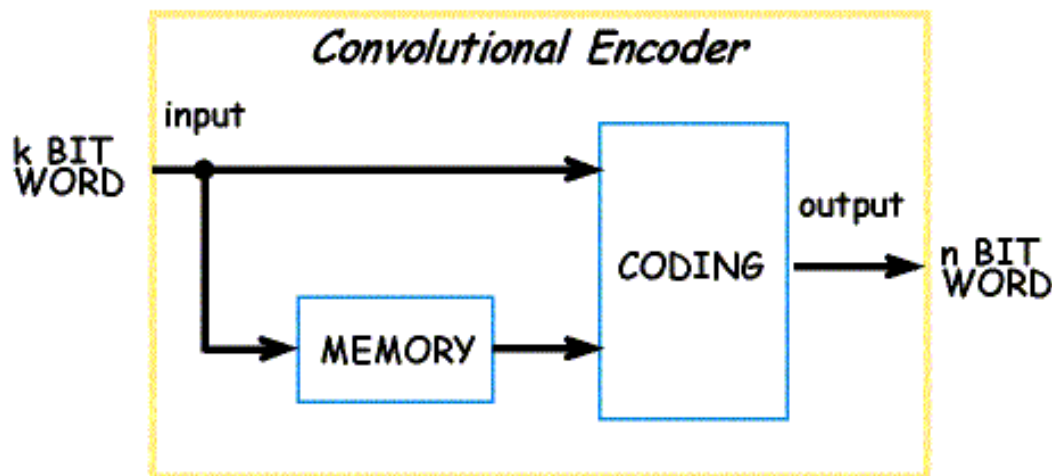 Convolutional Encoder
input
k BIT
WORD
output
CODING
n BIT
WORD
MEMORY